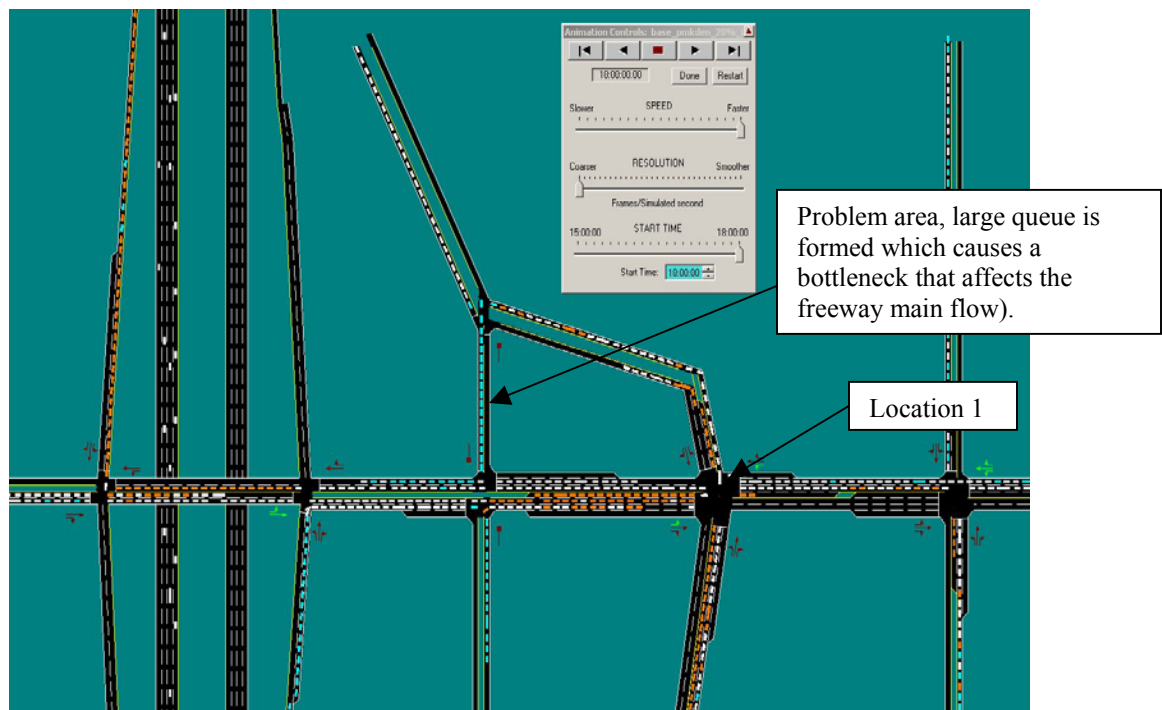 Animation Controls: base_pmkden_20%
10:00:00.00
Done
Restart
Slower
SPEED
Faster
Coarser
RESOLUTION
Smoother
Frames/Simulated second
15:00:00
START TIME
18:00:00
Start Time:
18:00:00
Problem area, large queue is
formed which causes a
bottleneck that affects the
freeway main flow).
Location 1